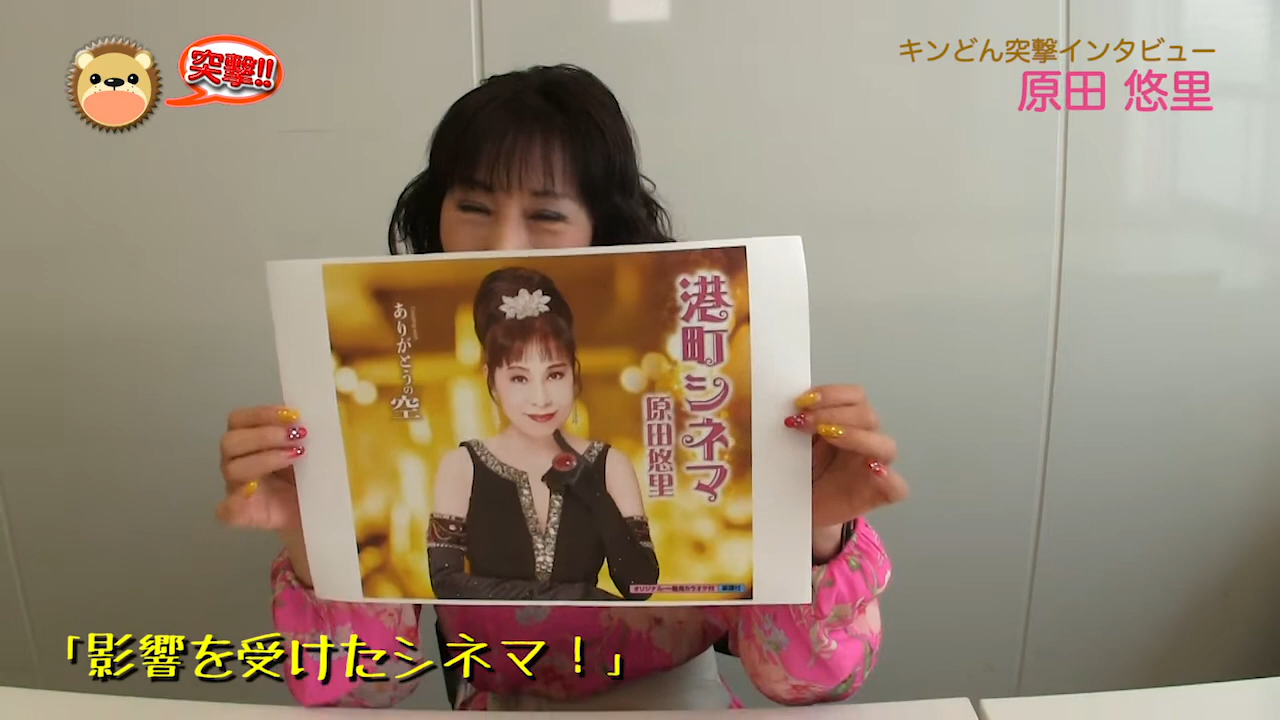 突撃!!
キンどん突撃インタビュー
原田 悠里
港町シネマ
原田悠里
ありがとうの空
「影響を受けたシネマ！」